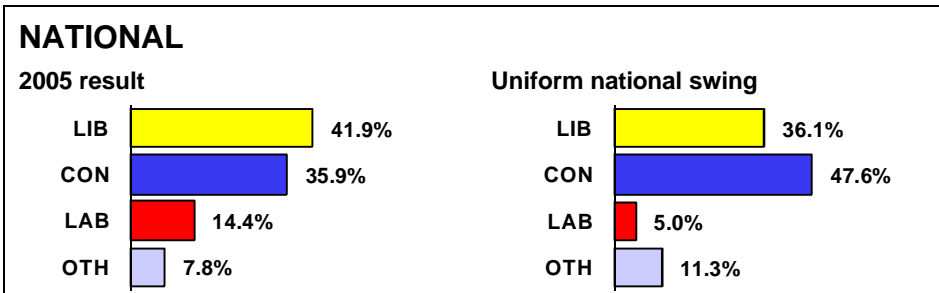 NATIONAL
2005 result
LIB 41.9%
CON 35.9%
LAB 14.4%
OTH 7.8%
Uniform national swing
LIB 36.1%
CON 47.6%
LAB 5.0%
OTH 11.3%